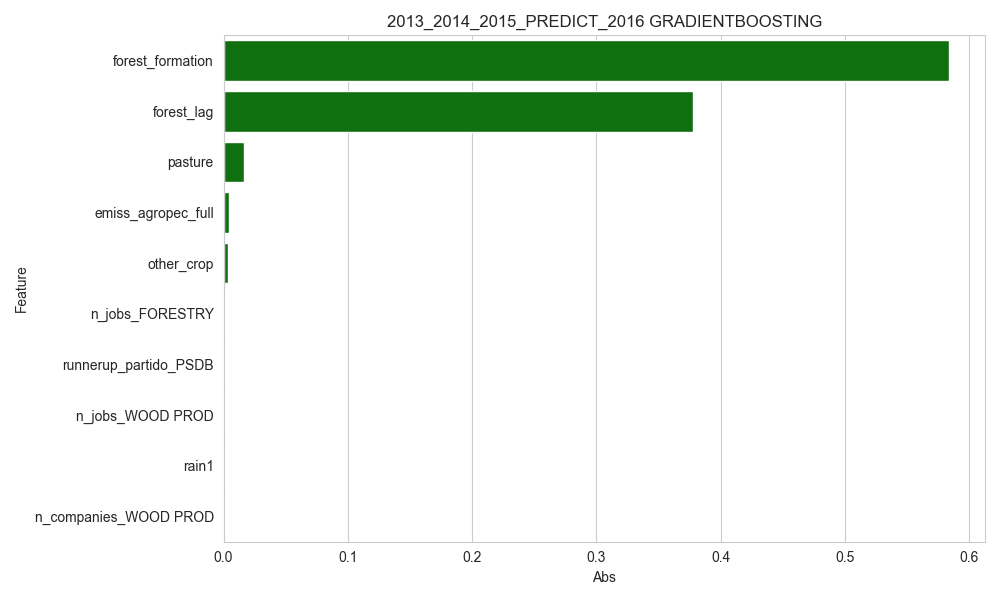 2013_2014_2015_PREDICT_2016 GRADIENTBOOSTING
Feature
forest_formation
forest_lag
pasture
emiss_agropec_full
other_crop
n_jobs_FORESTRY
runnerup_partido_PSDB
n_jobs_WOOD PROD
rain1
n_companies_WOOD PROD
0.0 0.1 0.2 0.3 0.4 0.5 0.6
Abs